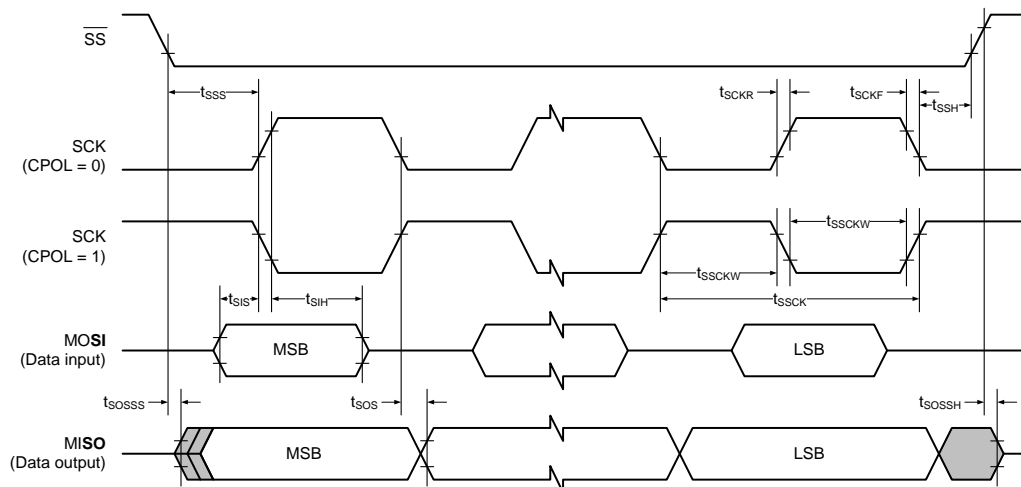 SS
tSSS
tSCKR
tSCKF
tSSH
SCK
(CPOL = 0)
SCK
(CPOL = 1)
tSSCKW
tSSCKW
tSIS
tSIH
tSSCK
MOSI
(Data input)
MSB
LSB
tSOSSS
tSOS
tSOSSH
MISO
(Data output)
MSB
LSB